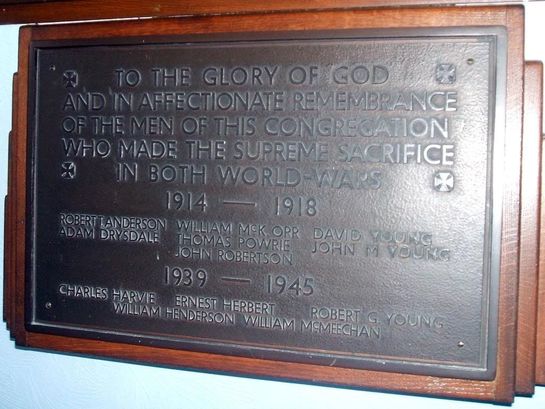 TO THE GLORY OF GOD
AND IN AFFECTIONATE REMEMBRANCE
OF THE MEN OF THIS CONGREGATION
WHO MADE THE SUPREME SACRIFICE
IN BOTH WORLD-WARS
1914 — 1918
ROBERT ANDERSON WILLIAM McK. ORR DAVID YOUNG
ADAM DRYSDALE THOMAS POWRIE JOHN M YOUNG
JOHN ROBERTSON
1939 — 1945
CHARLES HARVIE ERNEST HERBERT ROBERT G. YOUNG
WILLIAM HENDERSON WILLIAM McMEECHAN